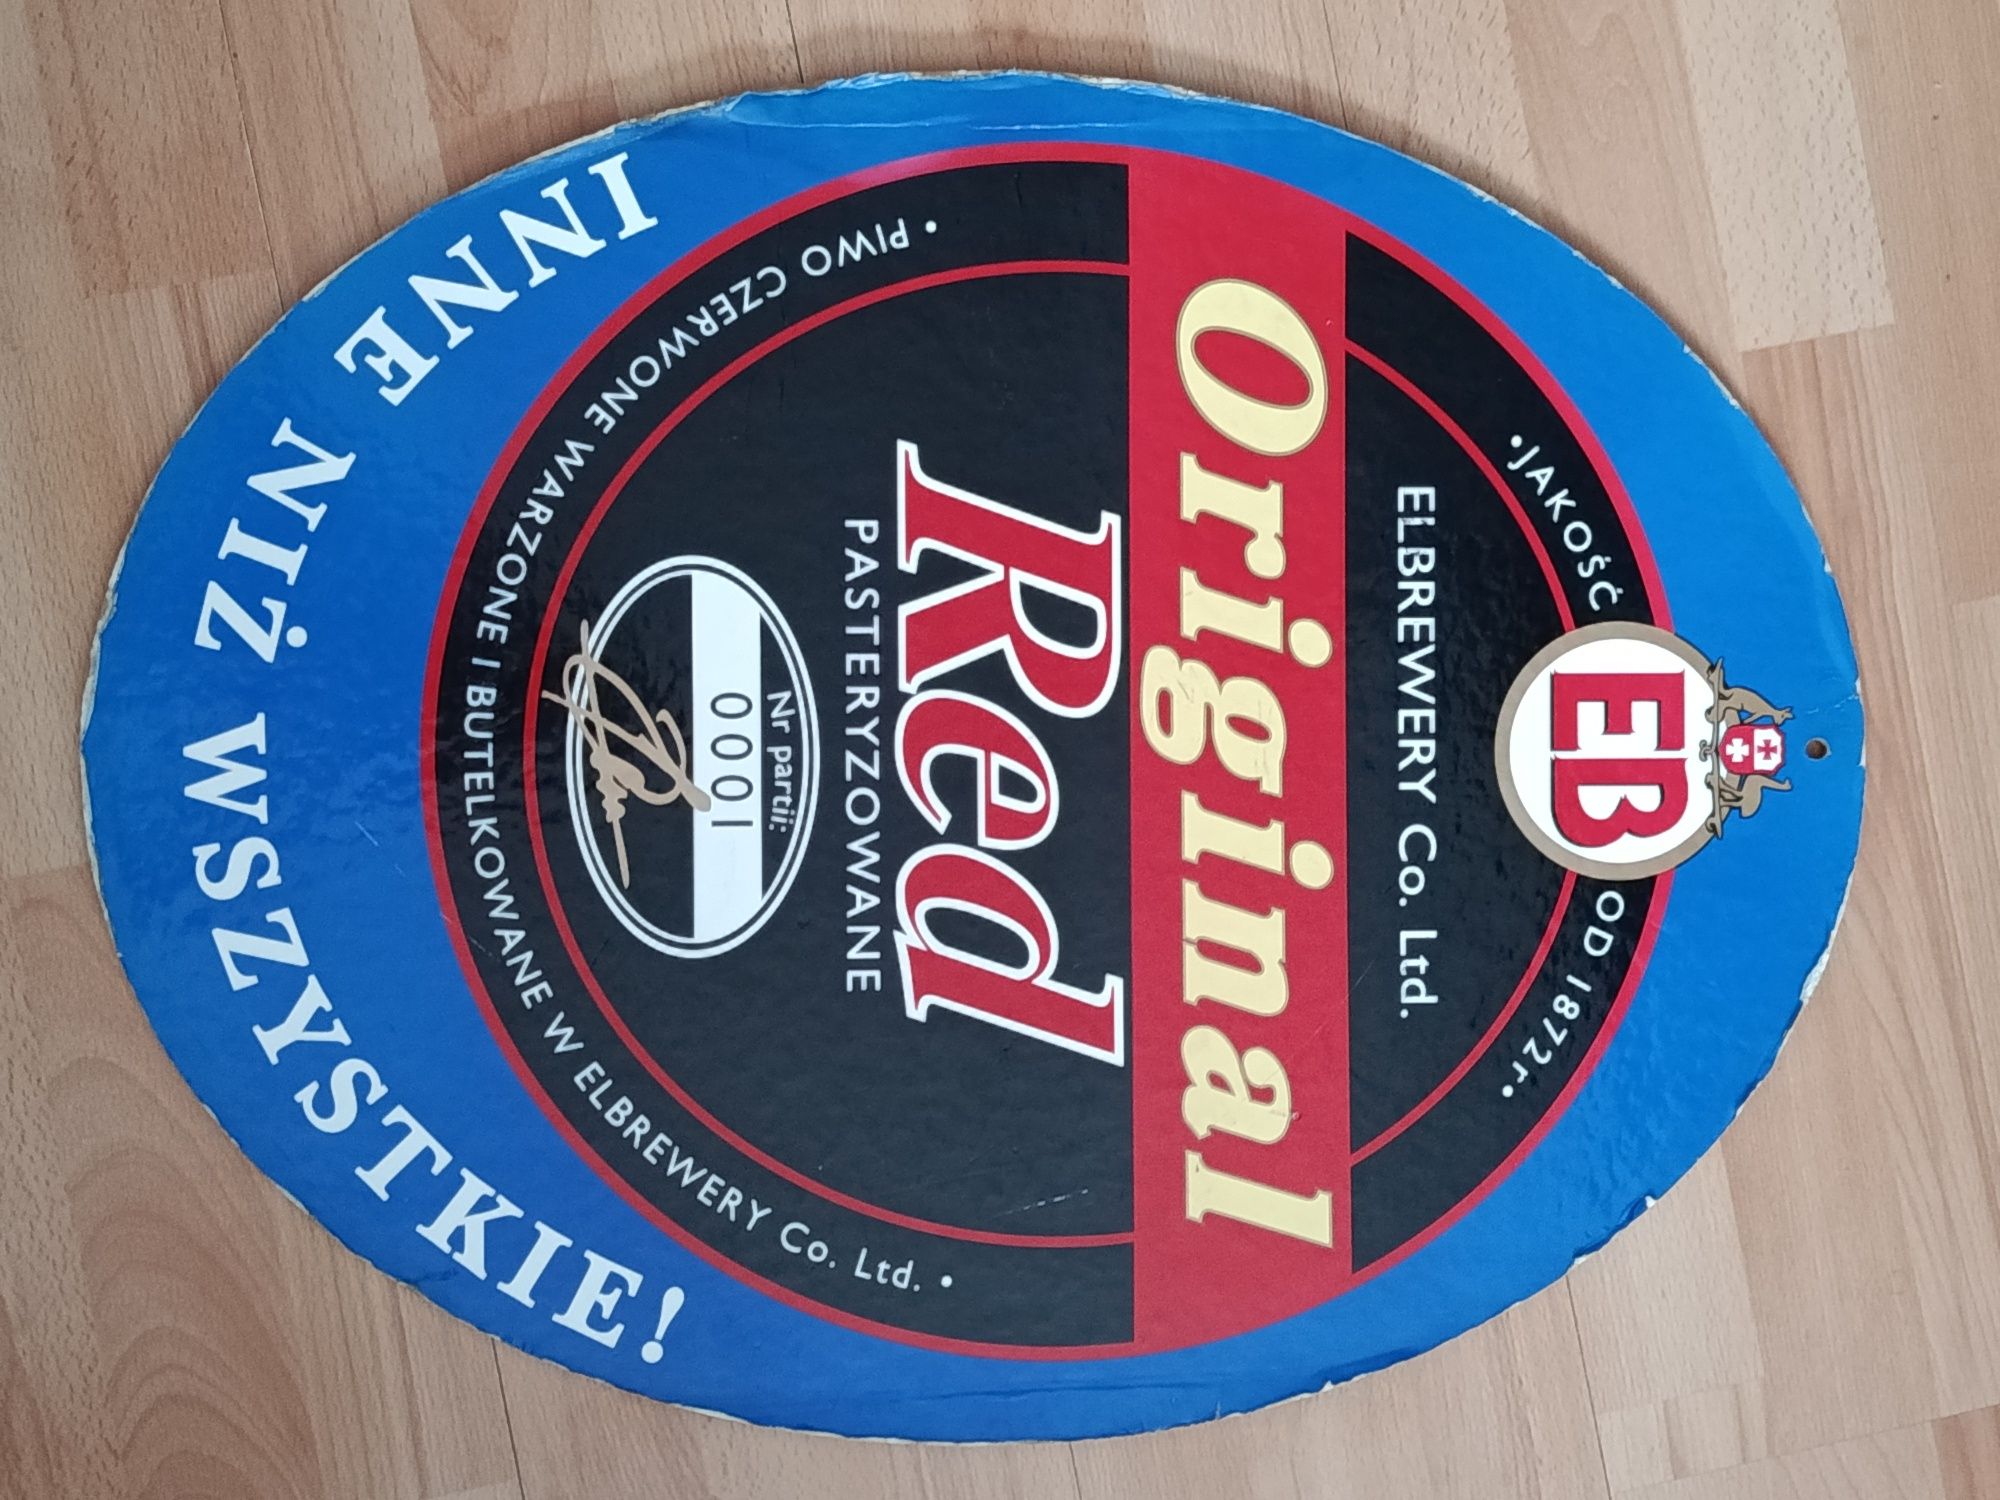 •JAKOŚĆ OD 1872r•
EB
ELBREWERY Co. Ltd.
Original
Red
PASTERYZOWANE
Nr partii:
0001
• PIWO CZERWONE WARZONE I BUTELKOWANE W ELBREWERY Co. Ltd. •
INNE NIŻ WSZYSTKIE!